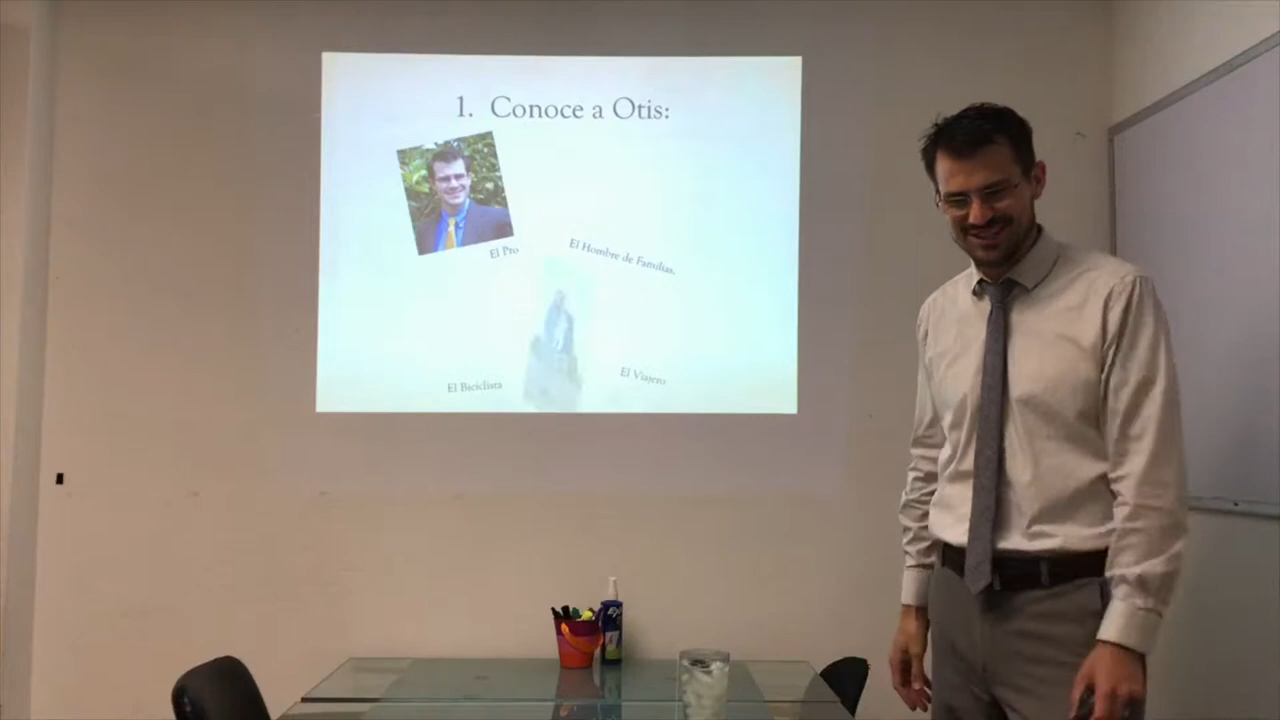 1. Conoce a Otis:
El Pro
El Hombre de Familias.
El Biciclista
El Viajero